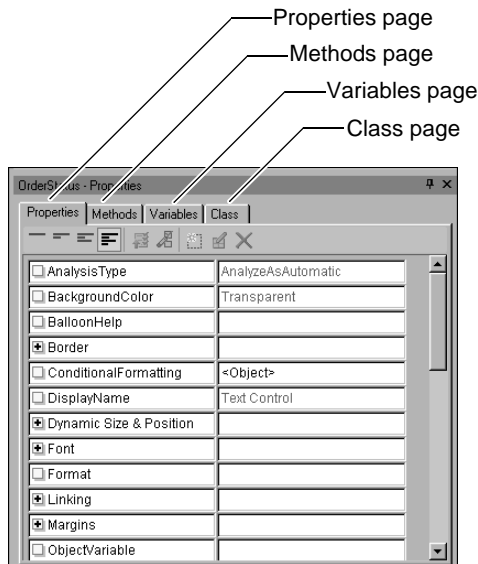 Properties page
Methods page
Variables page
Class page
OrderStatus - Properties
Properties Methods Variables Class
AnalysisType AnalyzeAsAutomatic
BackgroundColor Transparent
BalloonHelp
Border
ConditionalFormatting <Object>
DisplayName Text Control
Dynamic Size & Position
Font
Format
Linking
Margins
ObjectVariable